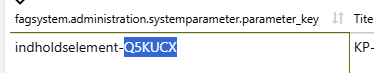 fagsystem.administration.systemparameter.parameter_key Tite
indholdselement-Q5KUCX KP-